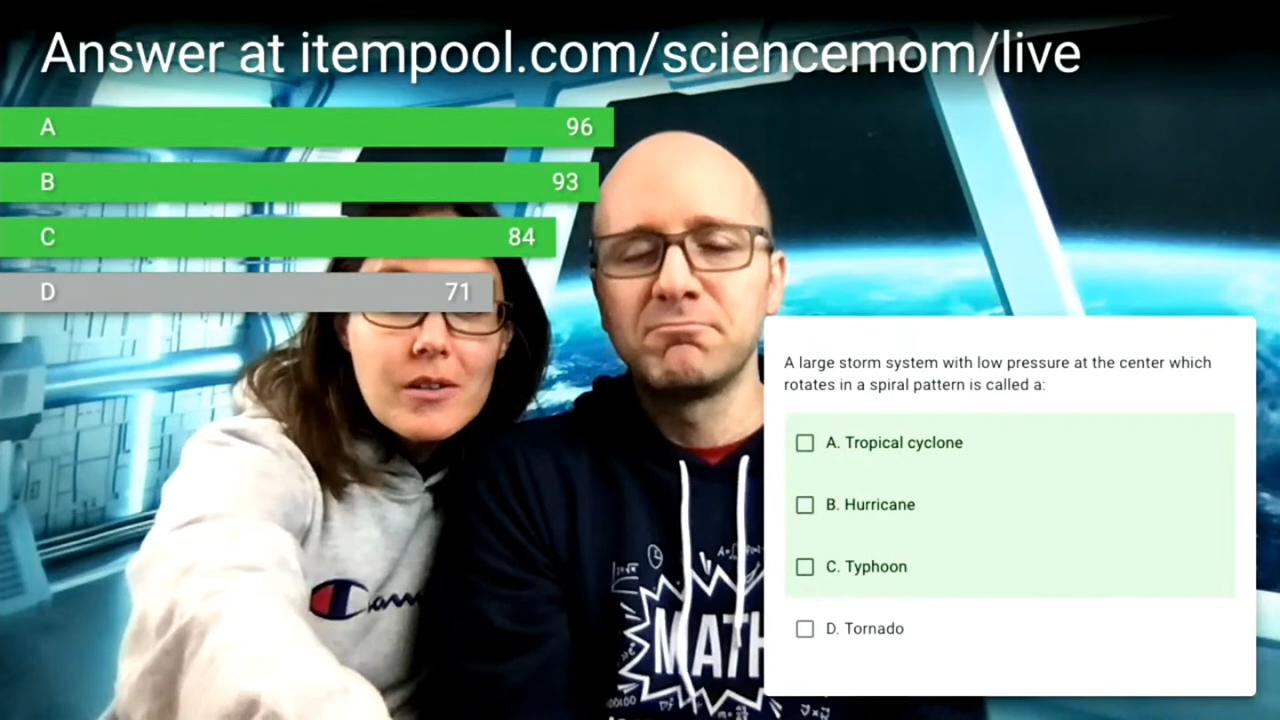 Answer at itempool.com/sciencemom/live
A 96
B 93
C 84
D 71
A large storm system with low pressure at the center which
rotates in a spiral pattern is called a:
A. Tropical cyclone
B. Hurricane
C. Typhoon
D. Tornado
MATH